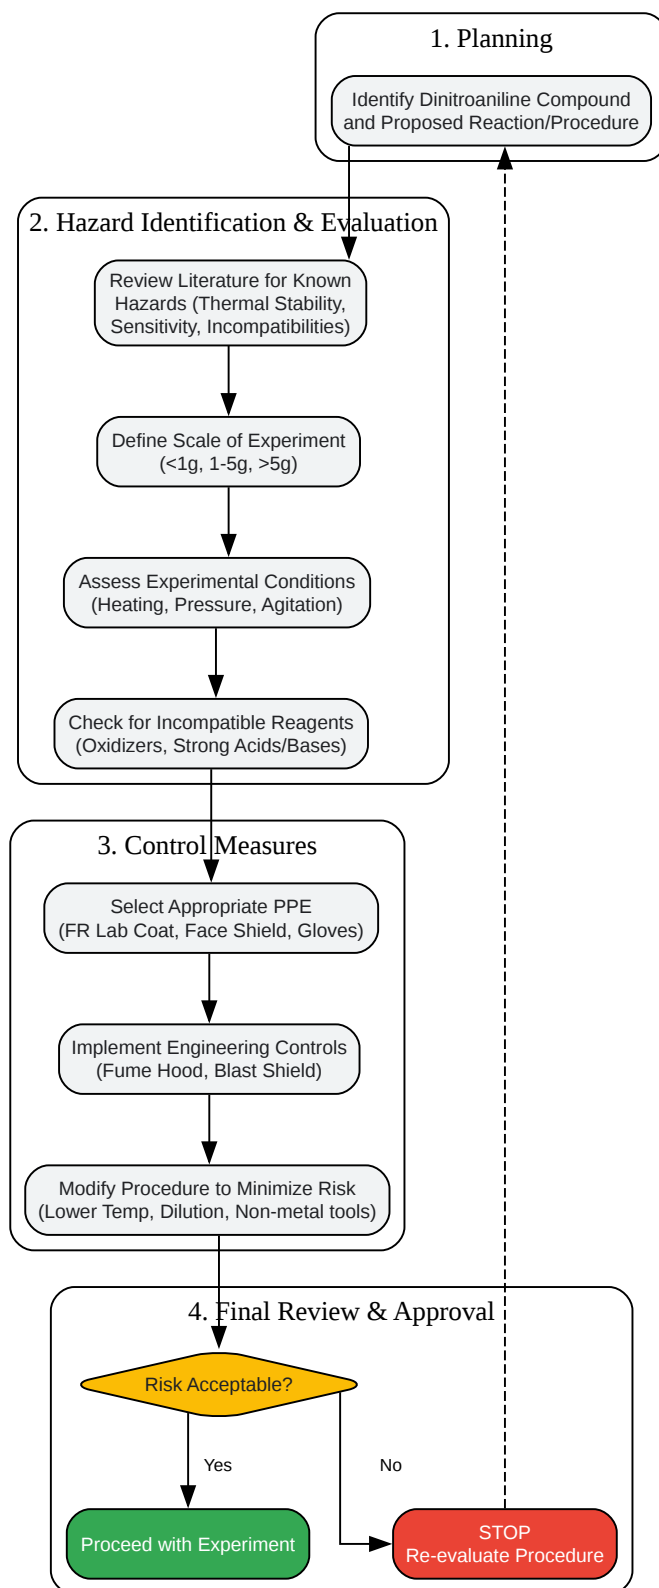 1. Planning
Identify Dinitroaniline Compound
and Proposed Reaction/Procedure
2. Hazard Identification & Evaluation
Review Literature for Known
Hazards (Thermal Stability,
Sensitivity, Incompatibilities)
Define Scale of Experiment
(<1g, 1-5g, >5g)
Assess Experimental Conditions
(Heating, Pressure, Agitation)
Check for Incompatible Reagents
(Oxidizers, Strong Acids/Bases)
3. Control Measures
Select Appropriate PPE
(FR Lab Coat, Face Shield, Gloves)
Implement Engineering Controls
(Fume Hood, Blast Shield)
Modify Procedure to Minimize Risk
(Lower Temp, Dilution, Non-metal tools)
4. Final Review & Approval
Risk Acceptable?
Yes
No
Proceed with Experiment
STOP
Re-evaluate Procedure